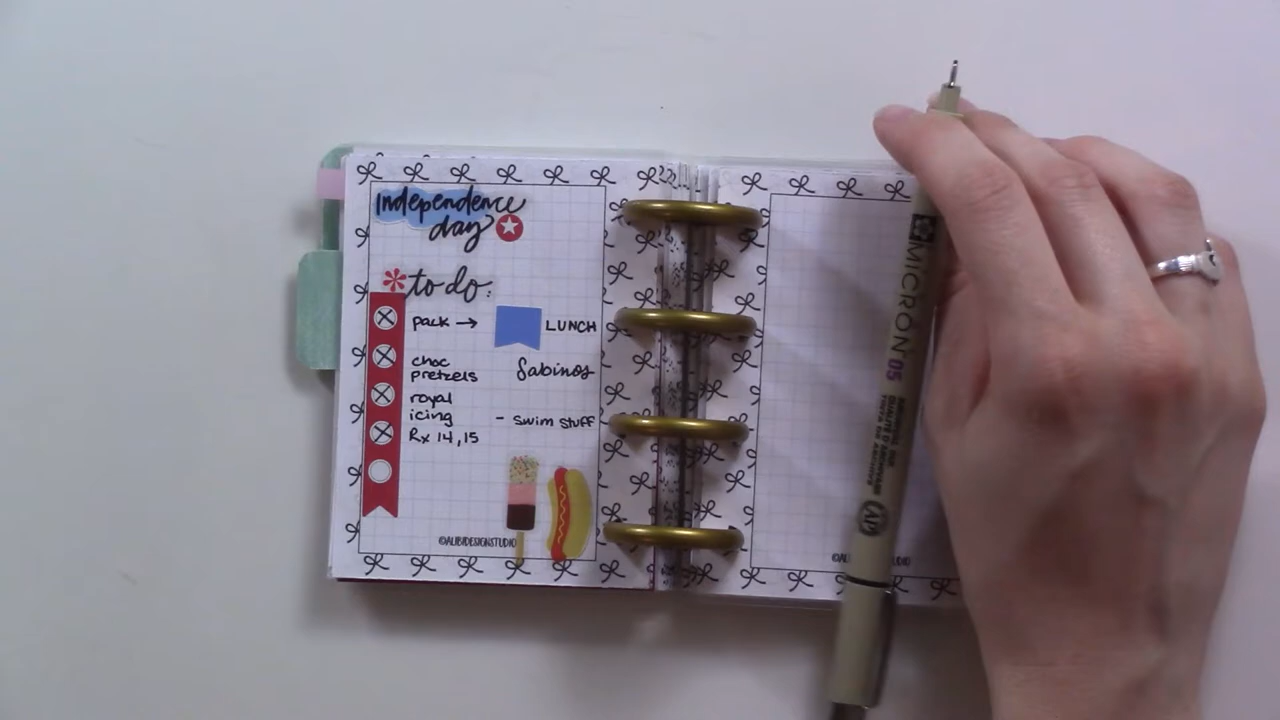 Independence
day
to do:
pack → LUNCH
choc
pretzels
Sabinos
royal
icing
- swim stuff
Rx 14,15
©ALIBIDESIGNSTUDIO
MICRON 05